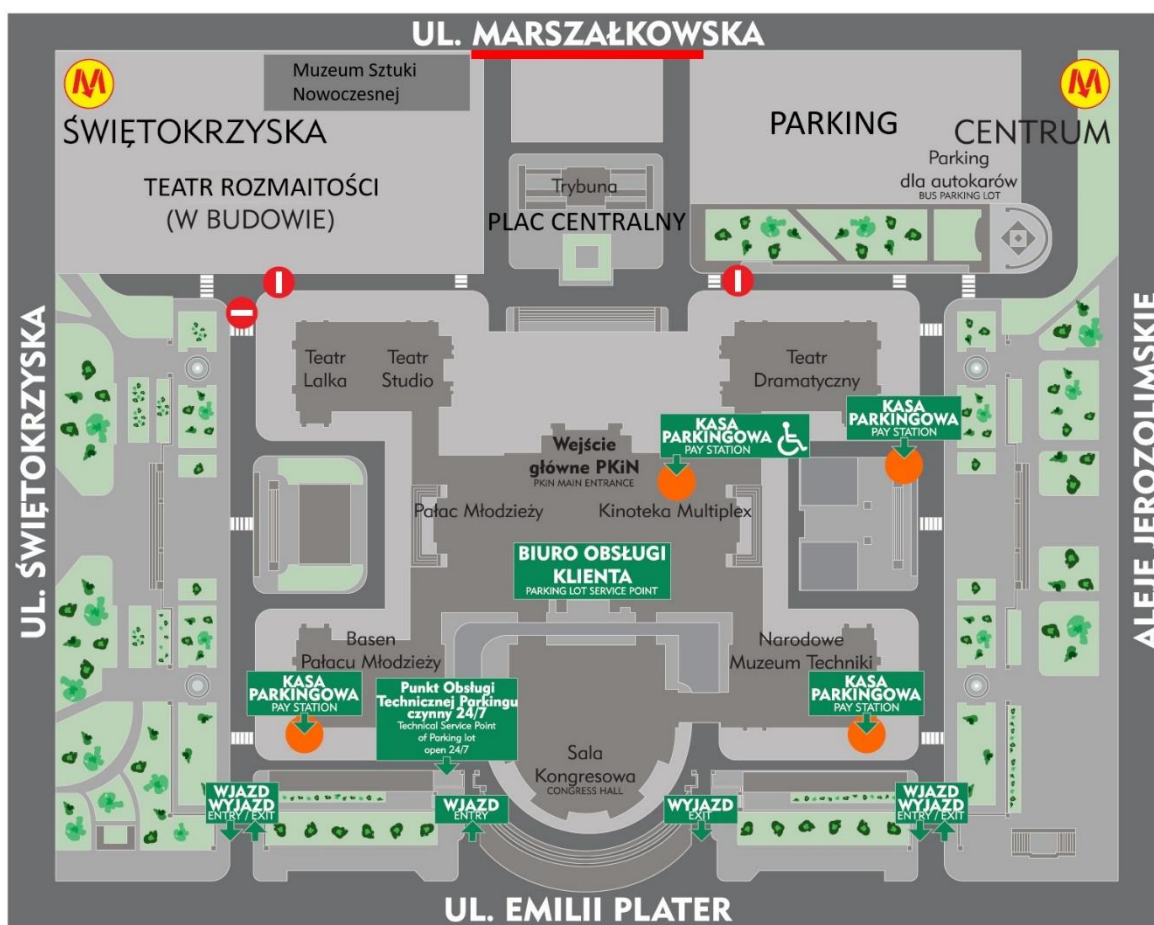 UL. MARSZAŁKOWSKA
M
Muzeum Sztuki
Nowoczesnej
M
ŚWIĘTOKRZYSKA
PARKING
CENTRUM
Parking
dla autokarów
BUS PARKING LOT
TEATR ROZMAITOŚCI
(W BUDOWIE)
Trybuna
PLAC CENTRALNY
UL. ŚWIĘTOKRZYSKA
ALEJE JEROZOLIMSKIE
Teatr
Lalka
Teatr
Studio
Teatr
Dramatyczny
KASA
PARKINGOWA
PAY STATION
KASA
PARKINGOWA
PAY STATION
Wejście
główne PKiN
PKIN MAIN ENTRANCE
Pałac Młodzieży
Kinoteka Multiplex
BIURO OBSŁUGI
KLIENTA
PARKING LOT SERVICE POINT
Basen
Pałacu Młodzieży
Narodowe
Muzeum Techniki
KASA
PARKINGOWA
PAY STATION
Punkt Obsługi
Technicznej Parkingu
czynny 24/7
Technical Service Point
of Parking lot
open 24/7
KASA
PARKINGOWA
PAY STATION
Sala
Kongresowa
CONGRESS HALL
WJAZD
WYJAZD
ENTRY / EXIT
WJAZD
ENTRY
WYJAZD
EXIT
WJAZD
WYJAZD
ENTRY / EXIT
UL. EMILII PLATER